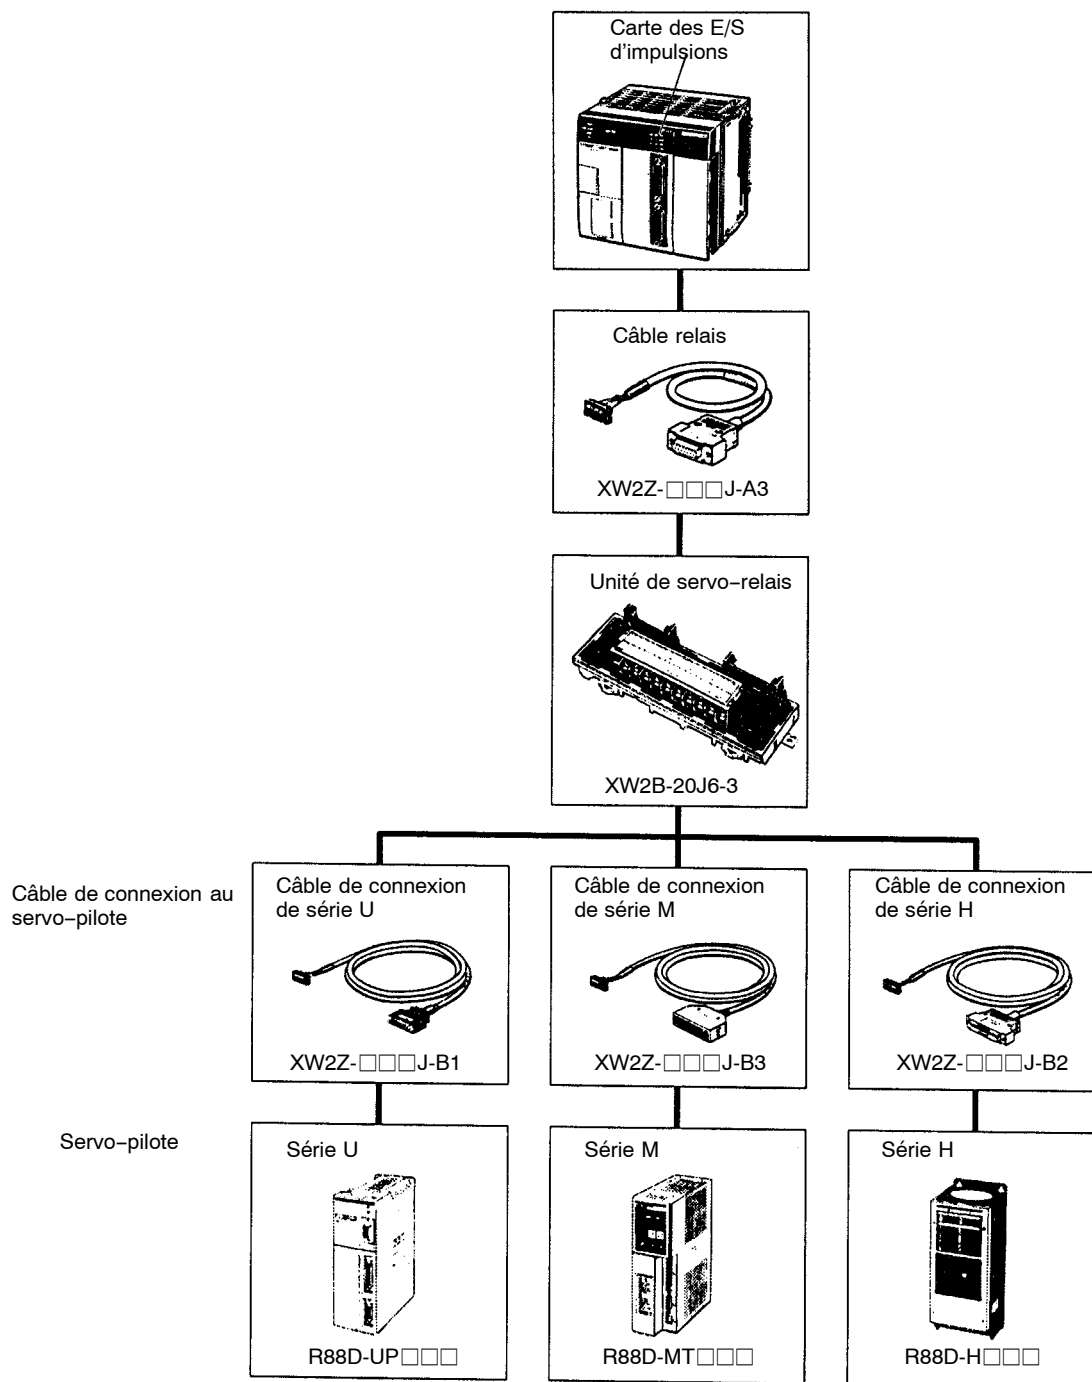 Carte des E/S
d'impulsions
Câble relais
XW2Z-□□□J-A3
Unité de servo−relais
XW2B-20J6-3
Câble de connexion au
servo−pilote
Câble de connexion
de série U
XW2Z-□□□J-B1
Câble de connexion
de série M
XW2Z-□□□J-B3
Câble de connexion
de série H
XW2Z-□□□J-B2
Servo−pilote
Série U
R88D-UP□□□
Série M
R88D-MT□□□
Série H
R88D-H□□□